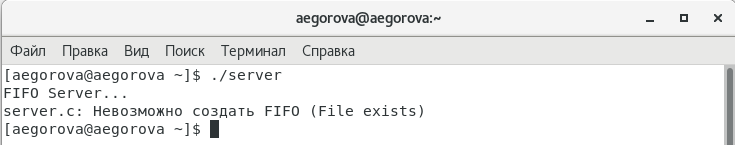 aegorova@aegorova:~
Файл Правка Вид Поиск Терминал Справка
[aegorova@aegorova ~]$ ./server
FIFO Server...
server.c: Невозможно создать FIFO (File exists)
[aegorova@aegorova ~]$